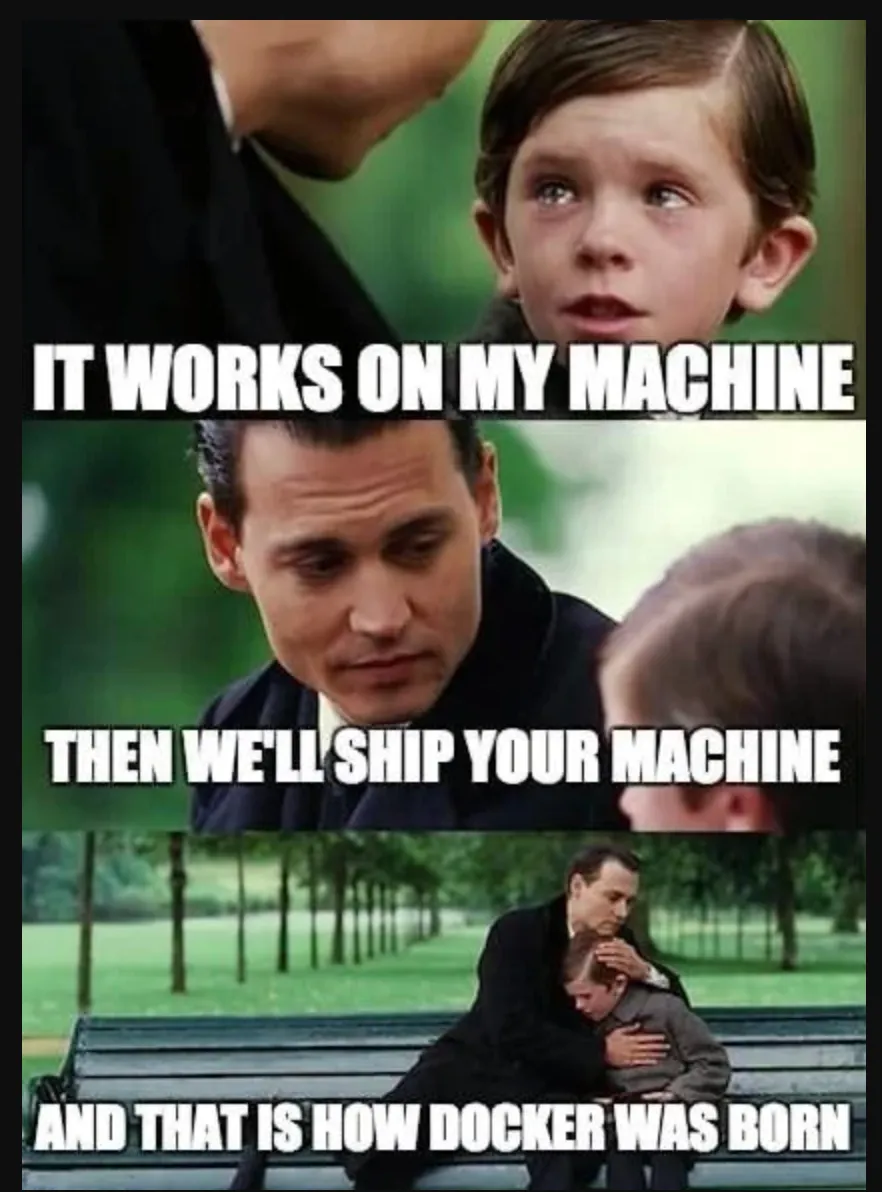 IT WORKS ON MY MACHINE
THEN WE'LL SHIP YOUR MACHINE
AND THAT IS HOW DOCKER WAS BORN